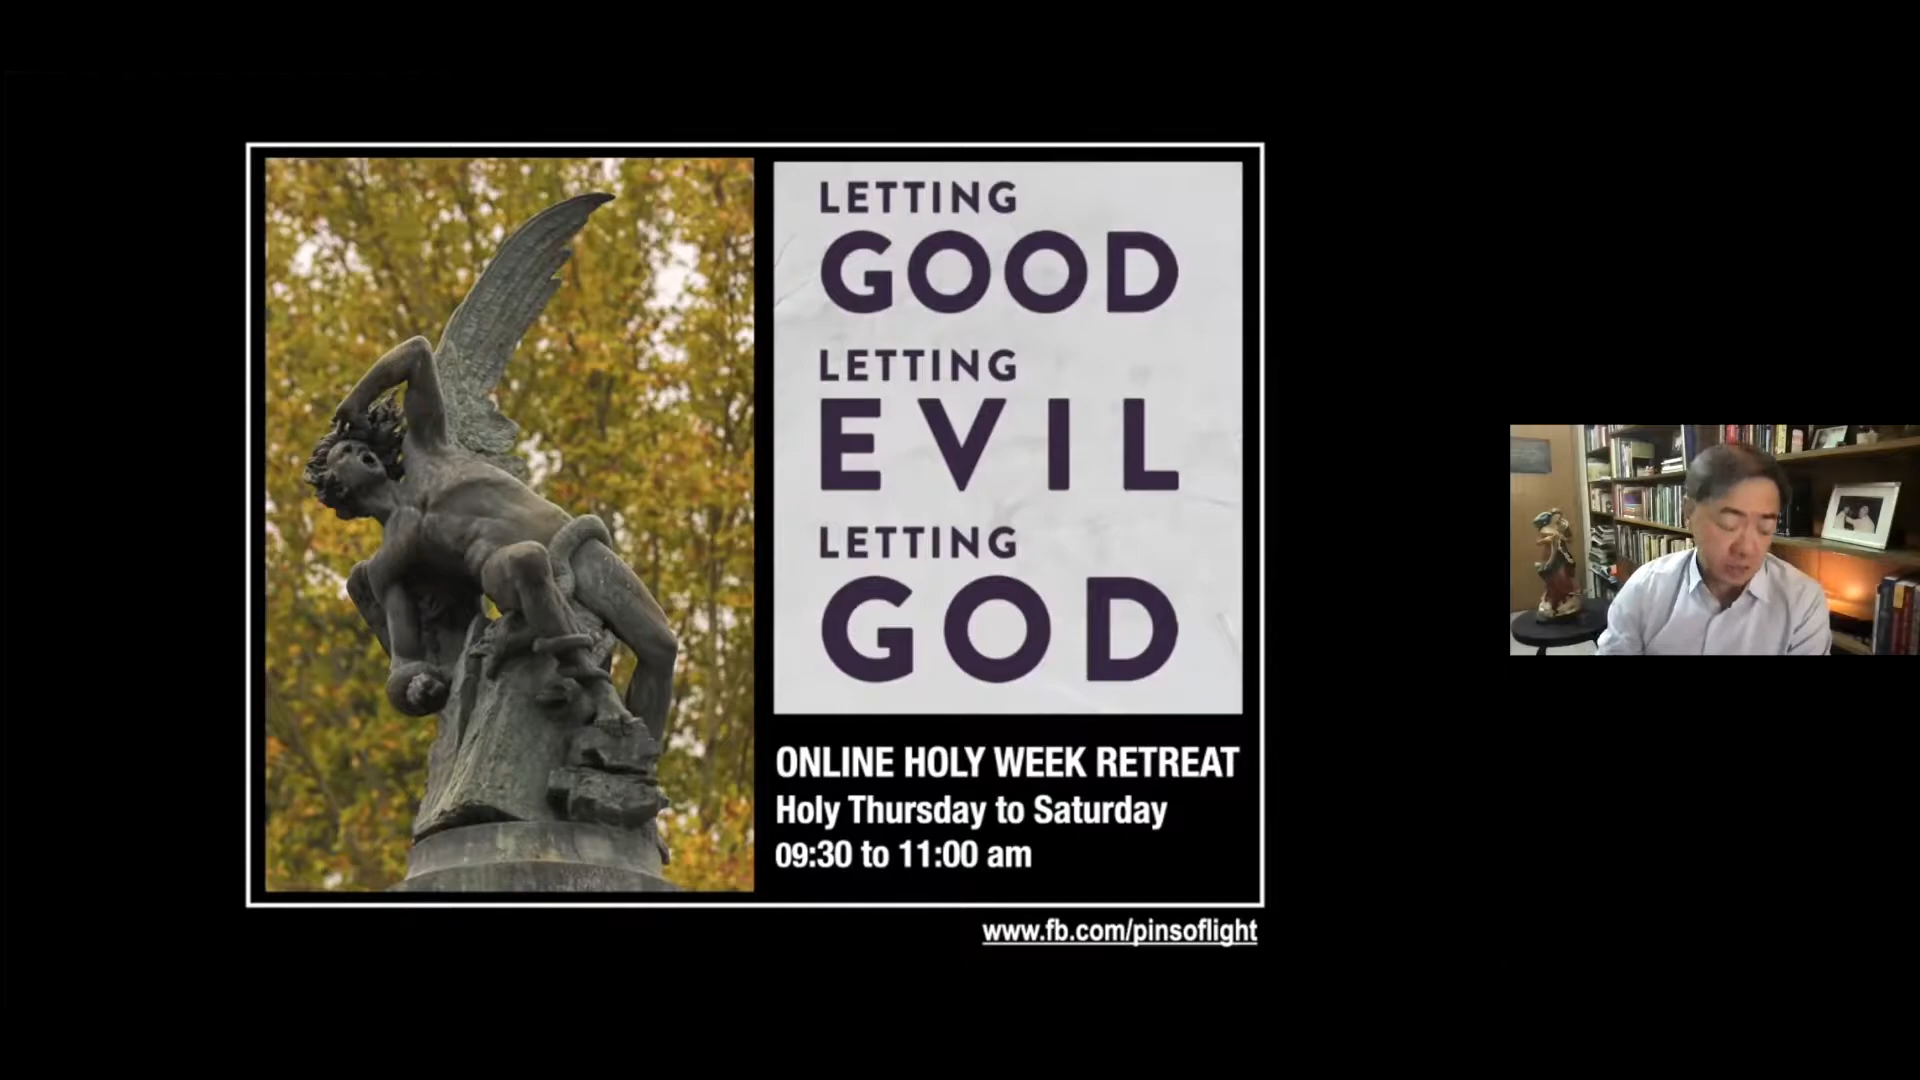 LETTING
GOOD
LETTING
EVIL
LETTING
GOD
ONLINE HOLY WEEK RETREAT
Holy Thursday to Saturday
09:30 to 11:00 am
www.fb.com/pinsoflight